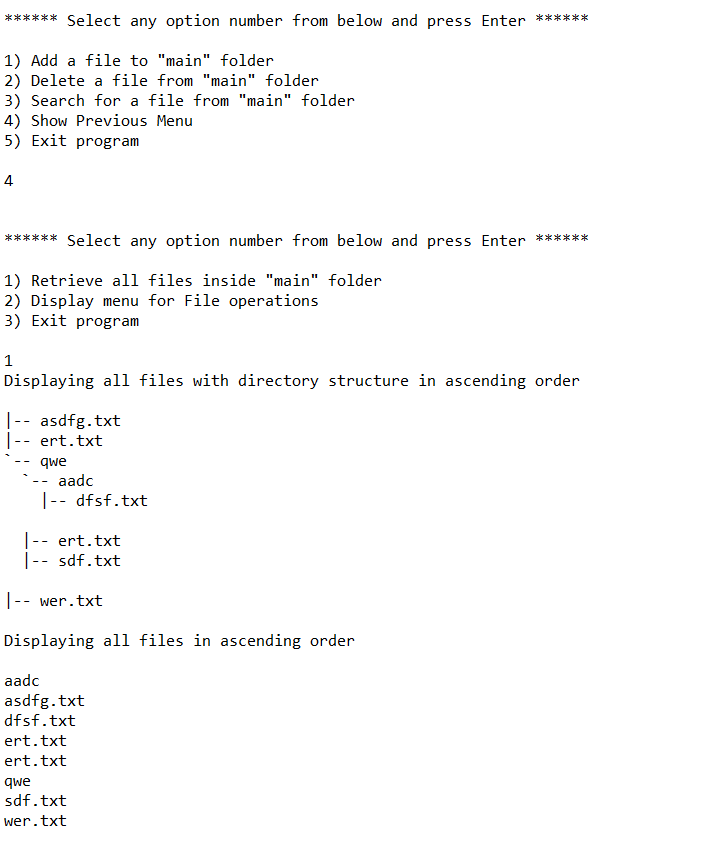 ****** Select any option number from below and press Enter ******
1) Add a file to "main" folder
2) Delete a file from "main" folder
3) Search for a file from "main" folder
4) Show Previous Menu
5) Exit program
4
****** Select any option number from below and press Enter ******
1) Retrieve all files inside "main" folder
2) Display menu for File operations
3) Exit program
1
Displaying all files with directory structure in ascending order
|-- asdfg.txt
|-- ert.txt
`-- qwe
  `-- aadc
    |-- dfsf.txt
  |-- ert.txt
  |-- sdf.txt
|-- wer.txt
Displaying all files in ascending order
aadc
asdfg.txt
dfsf.txt
ert.txt
ert.txt
qwe
sdf.txt
wer.txt